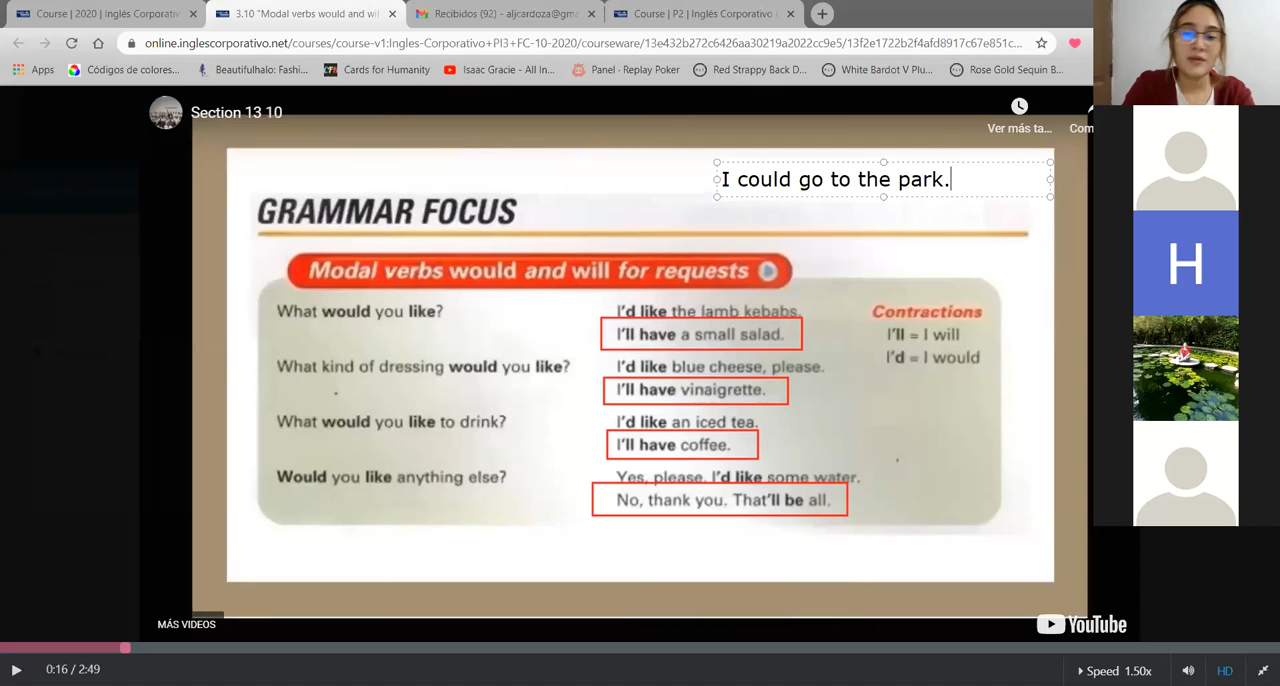 Course | 2020 | Inglés Corporativ
3.10 "Modal verbs would and wil
Recibidos (92) - aljcardoza@gma
Course | P2 | Inglés Corporativo
online.inglescorporativo.net/courses/course-v1:Ingles-Corporativo+PI3+FC-10-2020/courseware/13e432b272c6426aa30219a2022cc9e5/13f2e1722b2f4afd8917c67e851c...
Apps
Códigos de colores...
Beautifulhalo: Fashi...
Cards for Humanity
Isaac Gracie - All In...
Panel · Replay Poker
Red Strappy Back D...
White Bardot V Plu...
Rose Gold Sequin B...
Section 13 10
Ver más ta...
Com
I could go to the park.
GRAMMAR FOCUS
Modal verbs would and will for requests
What would you like?
I'd like the lamb kebabs.
I'll have a small salad.
What kind of dressing would you like?
I'd like blue cheese, please.
I'll have vinaigrette.
What would you like to drink?
I'd like an iced tea.
I'll have coffee.
Would you like anything else?
Yes, please. I'd like some water.
No, thank you. That'll be all.
Contractions
I'll = I will
I'd = I would
H
MÁS VIDEOS
YouTube
0:16 / 2:49
Speed 1.50x
HD